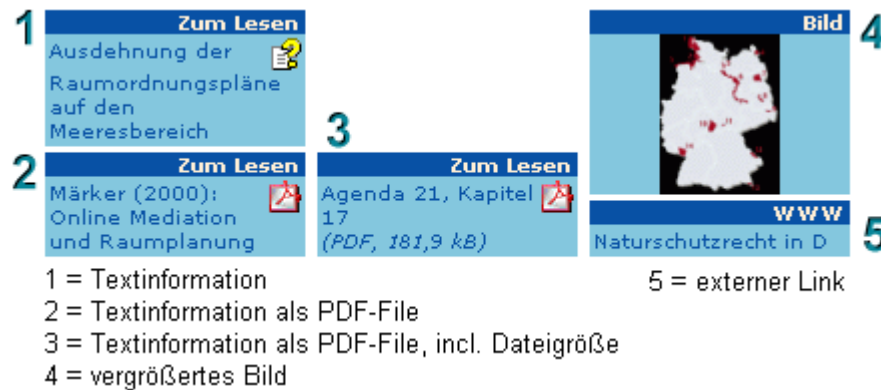 1
Zum Lesen
Ausdehnung der
Raumordnungspläne
auf den
Meeresbereich
2
Zum Lesen
Märker (2000):
Online Mediation
und Raumplanung
3
Zum Lesen
Agenda 21, Kapitel
17
(PDF, 181,9 kB)
Bild
4
WWW
Naturschutzrecht in D
5
1 = Textinformation
2 = Textinformation als PDF-File
3 = Textinformation als PDF-File, incl. Dateigröße
4 = vergrößertes Bild
5 = externer Link